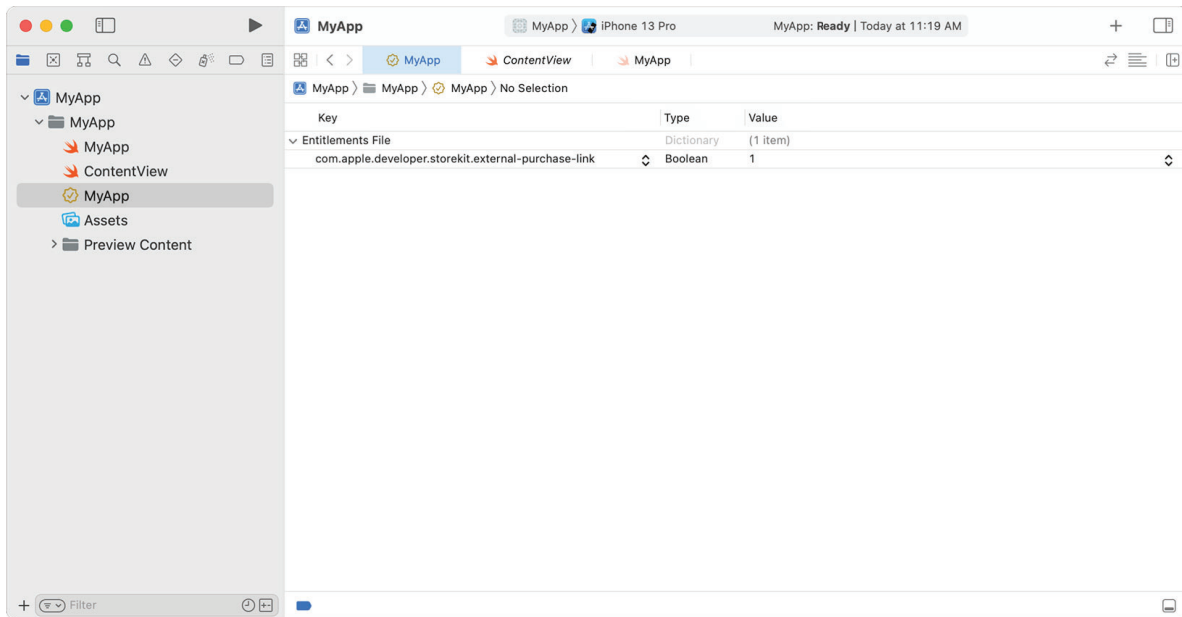 MyApp
MyApp 〉 iPhone 13 Pro
MyApp: Ready | Today at 11:19 AM
MyApp
ContentView
MyApp
MyApp 〉 MyApp 〉 MyApp 〉 No Selection
MyApp
MyApp
MyApp
ContentView
MyApp
Assets
Preview Content
Key Type Value
Entitlements File Dictionary (1 item)
com.apple.developer.storekit.external-purchase-link Boolean 1
Filter